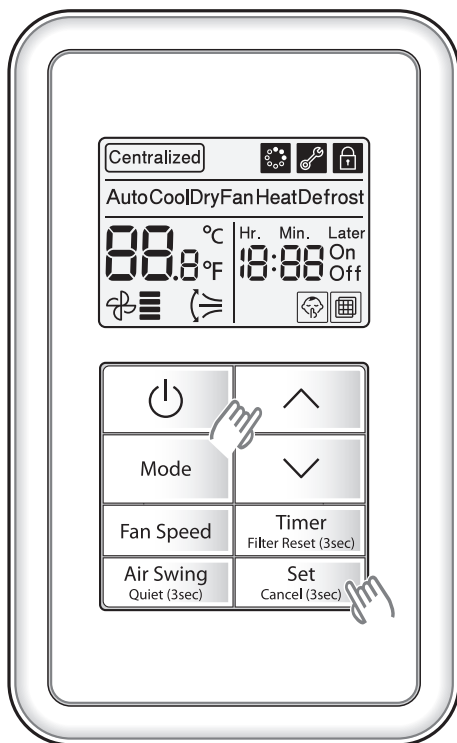 Centralized
AutoCoolDryFanHeatDefrost
88.8 °C
°F
Hr. Min. Later
18:88 On
Off
Mode
Fan Speed
Timer
Filter Reset (3sec)
Air Swing
Quiet (3sec)
Set
Cancel (3sec)